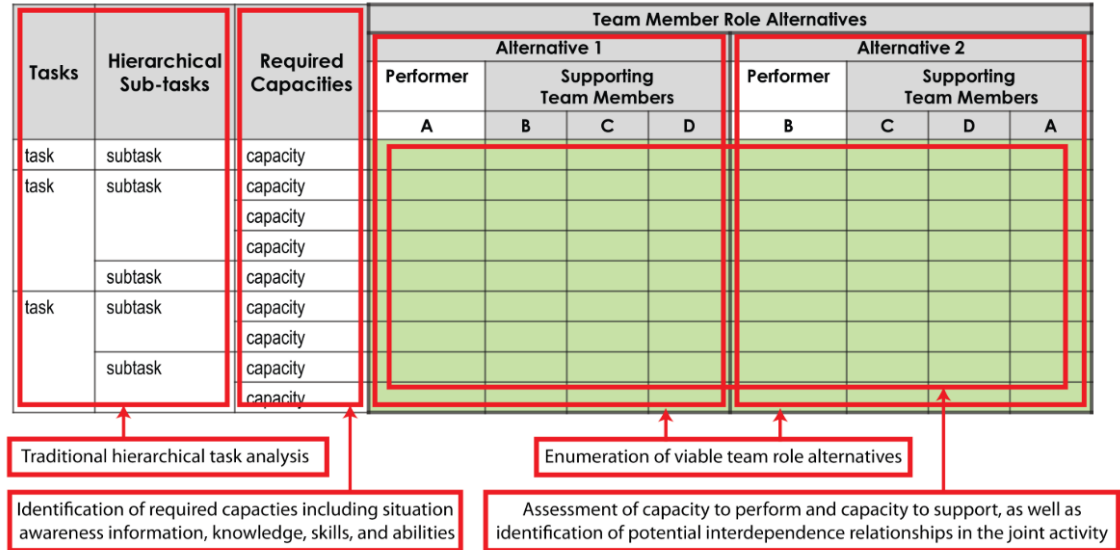 Team Member Role Alternatives
Tasks
Hierarchical
Sub-tasks
Required
Capacities
Alternative 1
Alternative 2
Performer
Supporting
Team Members
Performer
Supporting
Team Members
A B C D B C D A
task subtask capacity
task subtask capacity
capacity
capacity
subtask capacity
task subtask capacity
capacity
subtask capacity
capacity
Traditional hierarchical task analysis
Enumeration of viable team role alternatives
Identification of required capacties including situation
awareness information, knowledge, skills, and abilities
Assessment of capacity to perform and capacity to support, as well as
identification of potential interdependence relationships in the joint activity